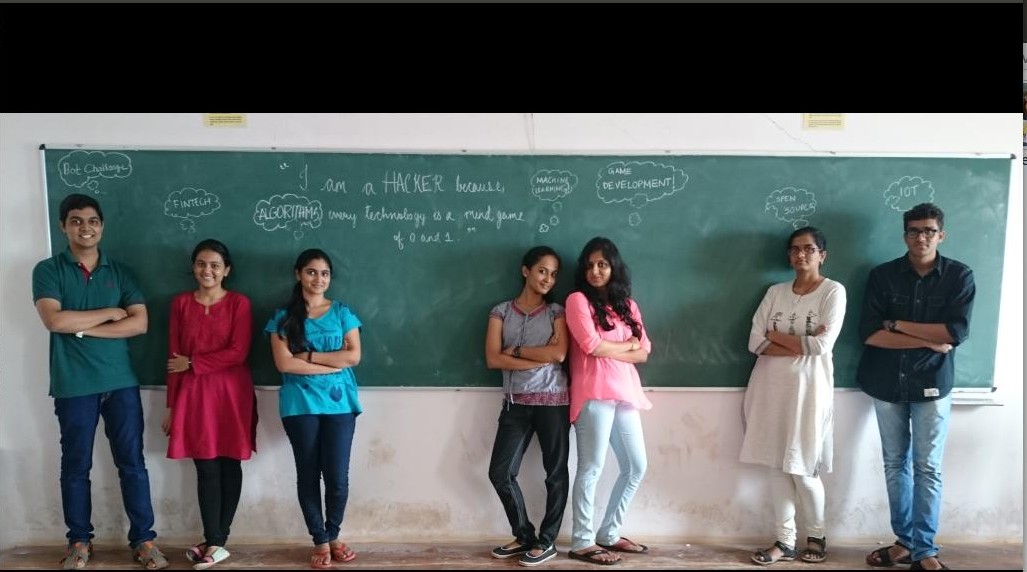 Bot Challenge
FINTECH
" I am a HACKER because,
ALGORITHMS
every technology is a mind game
of 0 and 1. "
MACHINE
LEARNING
GAME
DEVELOPMENT
OPEN
SOURCE
IOT